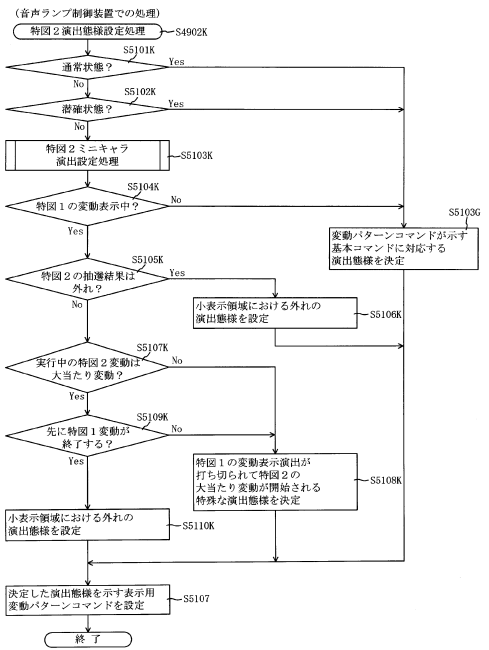 (音声ランプ制御装置での処理)
特図2演出態様設定処理
S4902K
S5101K
通常状態?
Yes
No
S5102K
潜確状態?
Yes
No
特図2ミニキャラ
演出設定処理
S5103K
S5104K
特図1の変動表示中?
No
Yes
S5103G
変動パターンコマンドが示す
基本コマンドに対応する
演出態様を決定
S5105K
特図2の抽選結果は
外れ?
Yes
No
小表示領域における外れの
演出態様を設定
S5106K
S5107K
実行中の特図2変動は
大当たり変動?
No
Yes
S5109K
先に特図1変動が
終了する?
No
Yes
特図1の変動表示演出が
打ち切られて特図2の
大当たり変動が開始される
特殊な演出態様を決定
S5108K
小表示領域における外れの
演出態様を設定
S5110K
決定した演出態様を示す表示用
変動パターンコマンドを設定
S5107
終了